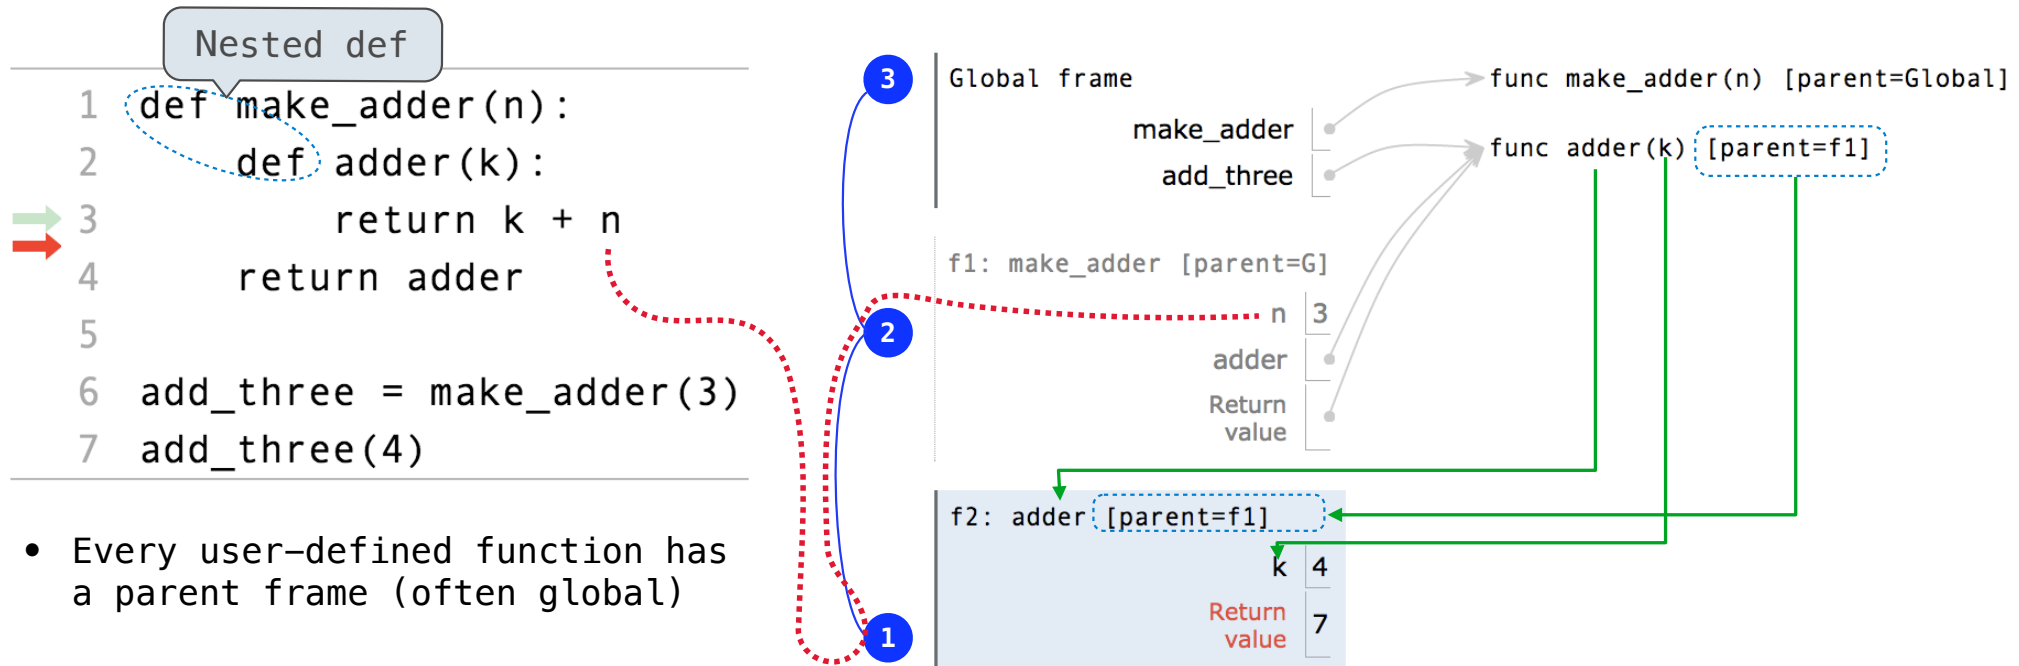 Nested def
1 def make_adder(n):
2 def adder(k):
3 return k + n
4 return adder
5
6 add_three = make_adder(3)
7 add_three(4)
• Every user–defined function has
a parent frame (often global)
3
2
1
Global frame
make_adder
add_three
func make_adder(n) [parent=Global]
func adder(k) [parent=f1]
f1: make_adder [parent=G]
n 3
adder
Return
value
f2: adder [parent=f1]
k 4
Return
value 7